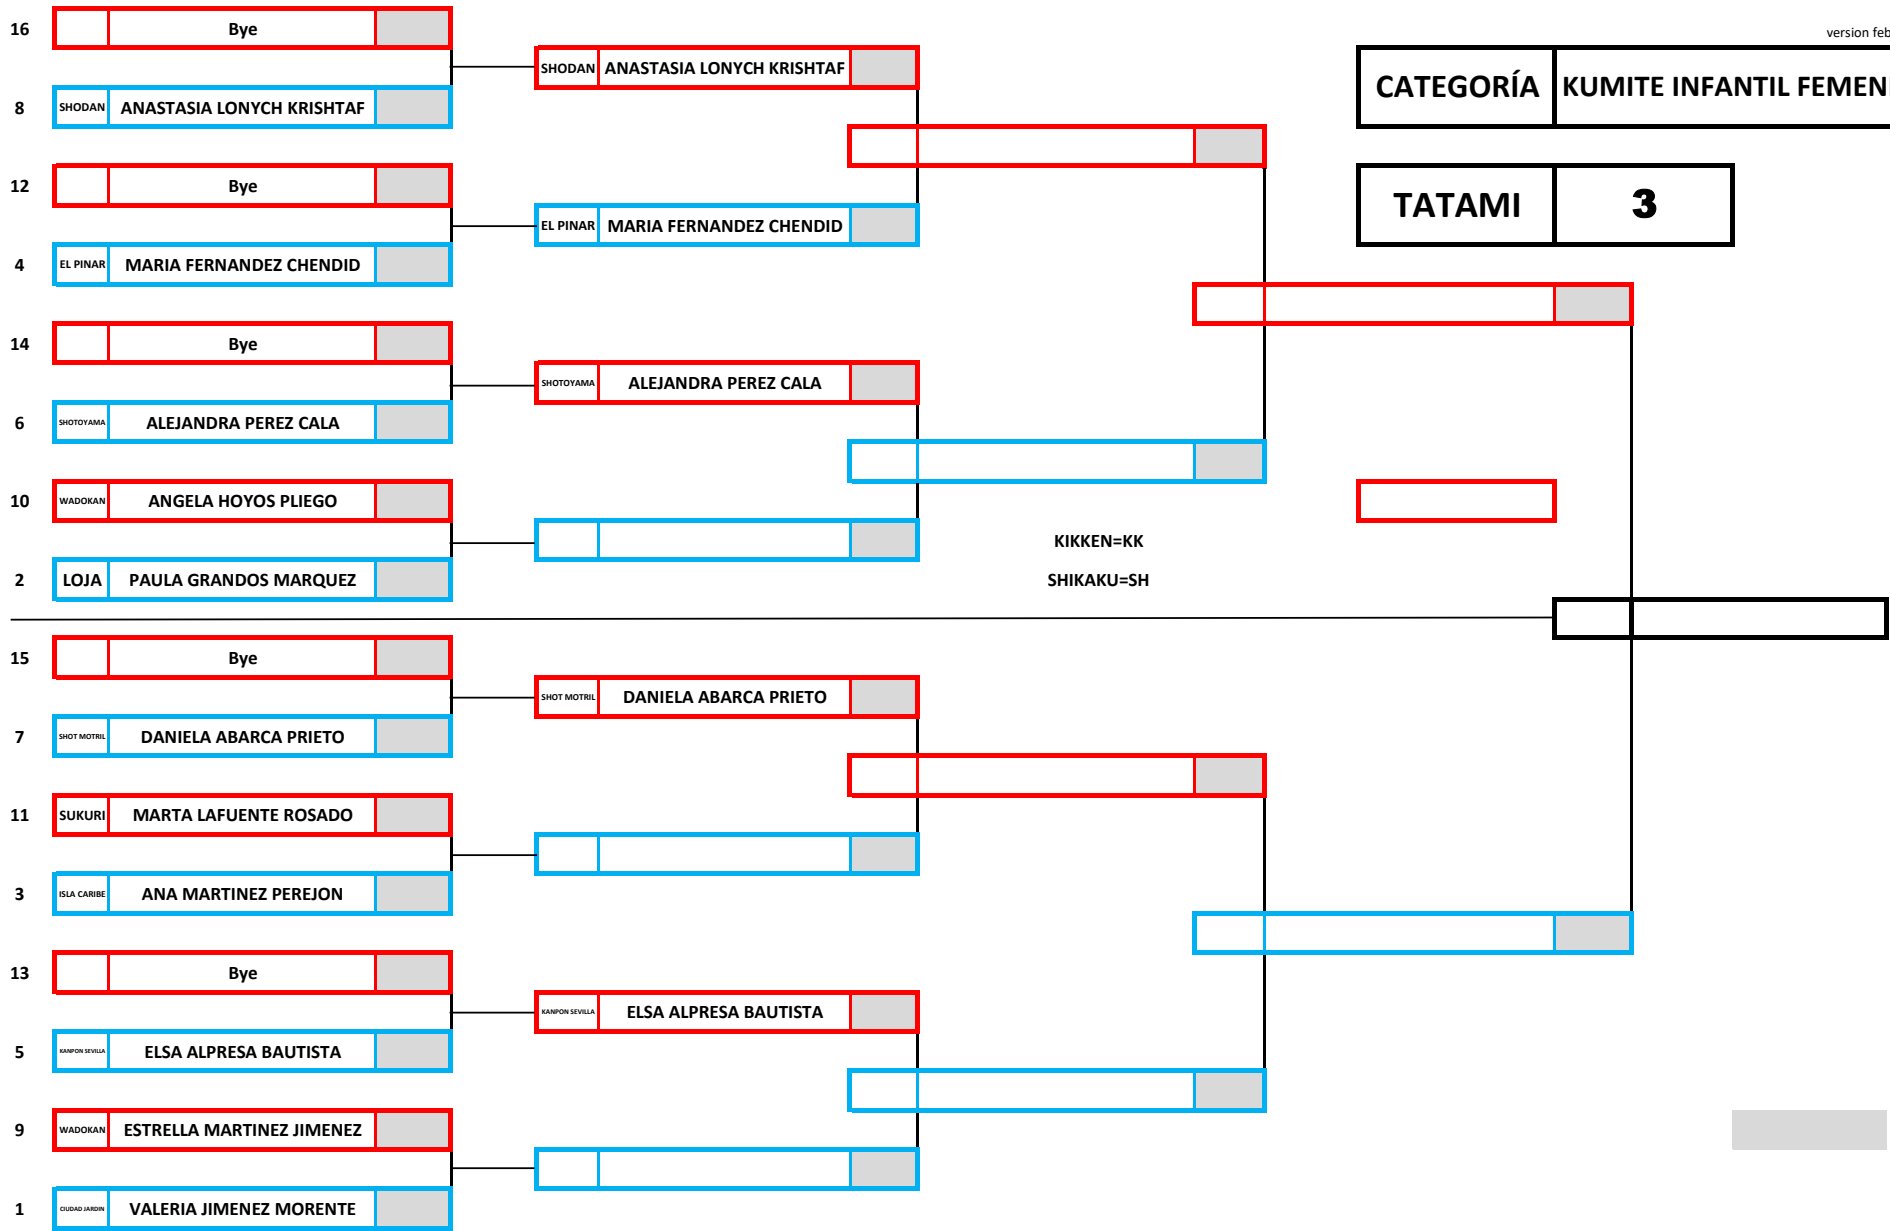 16 Bye
version feb
SHODAN ANASTASIA LONYCH KRISHTAF
CATEGORÍA KUMITE INFANTIL FEMEN
8 SHODAN ANASTASIA LONYCH KRISHTAF
12 Bye
TATAMI 3
EL PINAR MARIA FERNANDEZ CHENDID
4 EL PINAR MARIA FERNANDEZ CHENDID
14 Bye
SHOTOYAMA ALEJANDRA PEREZ CALA
6 SHOTOYAMA ALEJANDRA PEREZ CALA
10 WADOKAN ANGELA HOYOS PLIEGO
KIKKEN=KK
2 LOJA PAULA GRANDOS MARQUEZ
SHIKAKU=SH
15 Bye
SHOT MOTRIL DANIELA ABARCA PRIETO
7 SHOT MOTRIL DANIELA ABARCA PRIETO
11 SUKURI MARTA LAFUENTE ROSADO
3 ISLA CARIBE ANA MARTINEZ PEREJON
13 Bye
KANPON SEVILLA ELSA ALPRESA BAUTISTA
5 KANPON SEVILLA ELSA ALPRESA BAUTISTA
9 WADOKAN ESTRELLA MARTINEZ JIMENEZ
1 CIUDAD JARDIN VALERIA JIMENEZ MORENTE